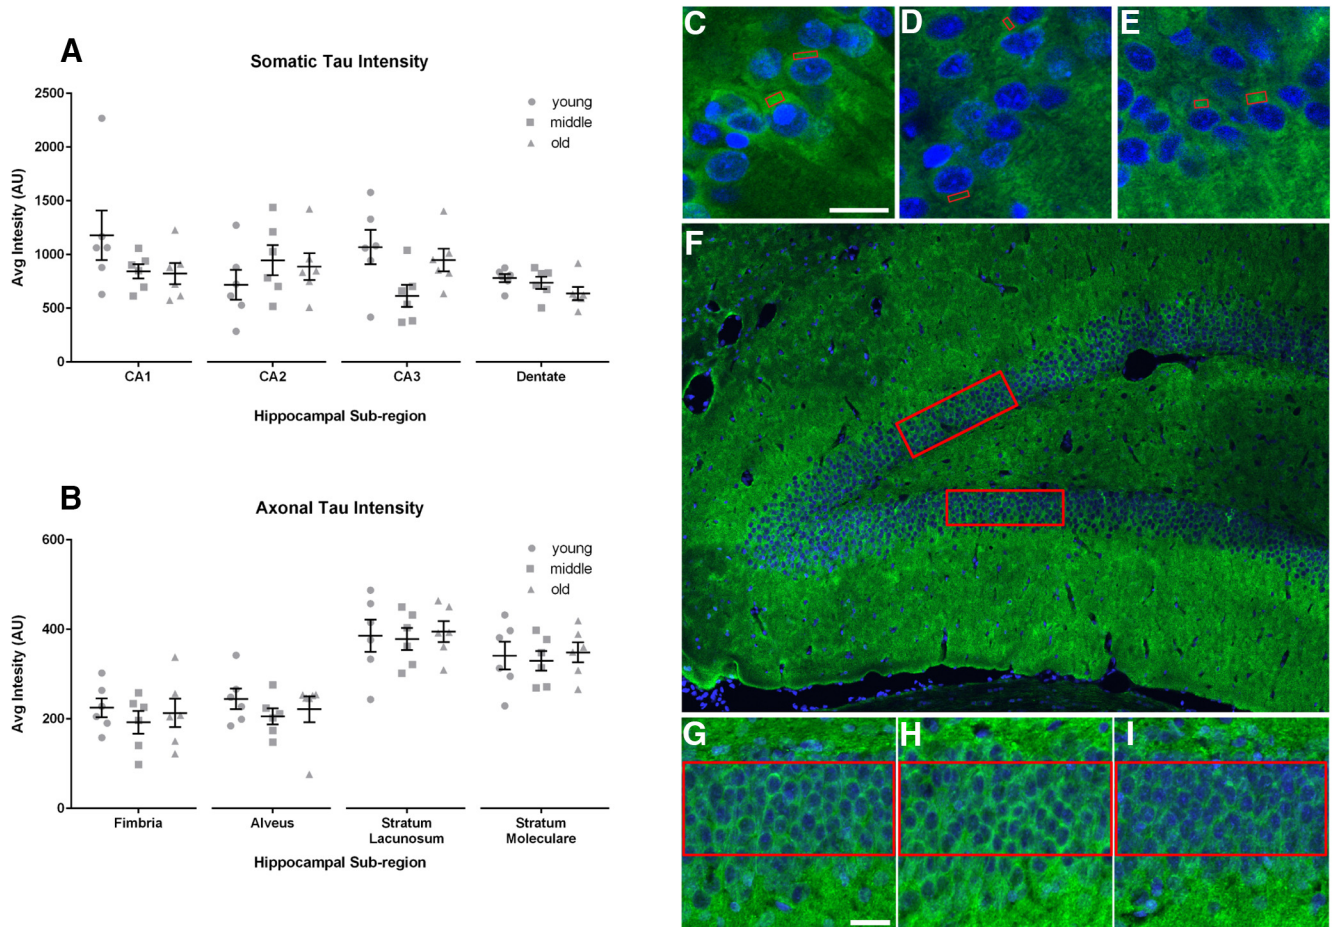 A
Somatic Tau Intensity
2500
2000
1500
1000
500
0
Avg Intesity (AU)
young
middle
old
CA1
CA2
CA3
Dentate
Hippocampal Sub-region
B
Axonal Tau Intensity
600
400
200
0
Avg Intesity (AU)
young
middle
old
Fimbria
Alveus
Stratum
Lacunosum
Stratum
Moleculare
Hippocampal Sub-region
C
D
E
F
G
H
I